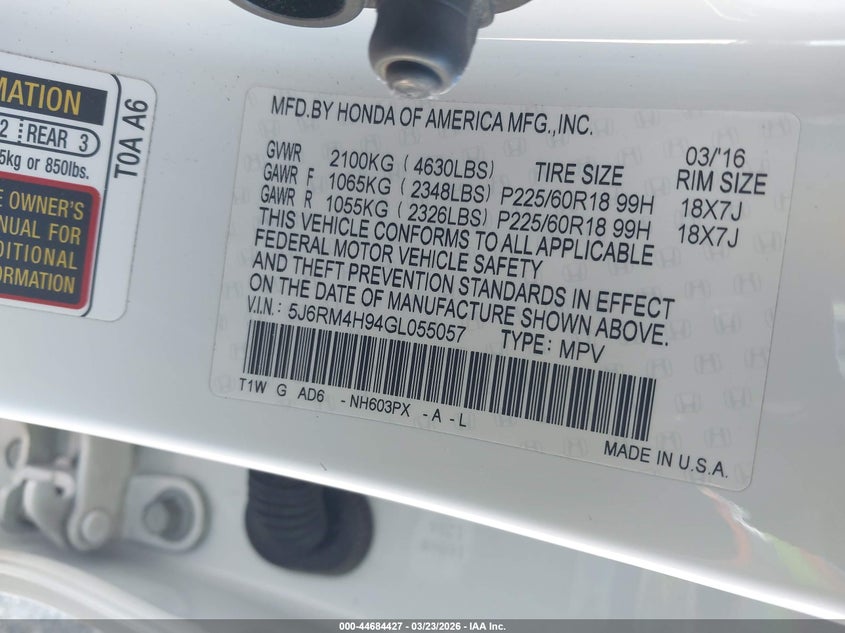 MATION
2 REAR 3
5kg or 850lbs.
E OWNER'S
ANUAL FOR
DITIONAL
FORMATION
T0A A6
MFD.BY HONDA OF AMERICA MFG.,INC.
03/'16
GVWR 2100KG ( 4630LBS) TIRE SIZE RIM SIZE
GAWR F 1065KG ( 2348LBS) P225/60R18 99H 18X7J
GAWR R 1055KG ( 2326LBS) P225/60R18 99H 18X7J
THIS VEHICLE CONFORMS TO ALL APPLICABLE
FEDERAL MOTOR VEHICLE SAFETY
AND THEFT PREVENTION STANDARDS IN EFFECT
ON THE DATE OF MANUFACTURE SHOWN ABOVE.
V.I.N.: 5J6RM4H94GL055057 TYPE: MPV
T1W G AD6 -NH603PX -A -L
MADE IN U.S.A.
000-44684427 - 03/23/2026 - IAA Inc.